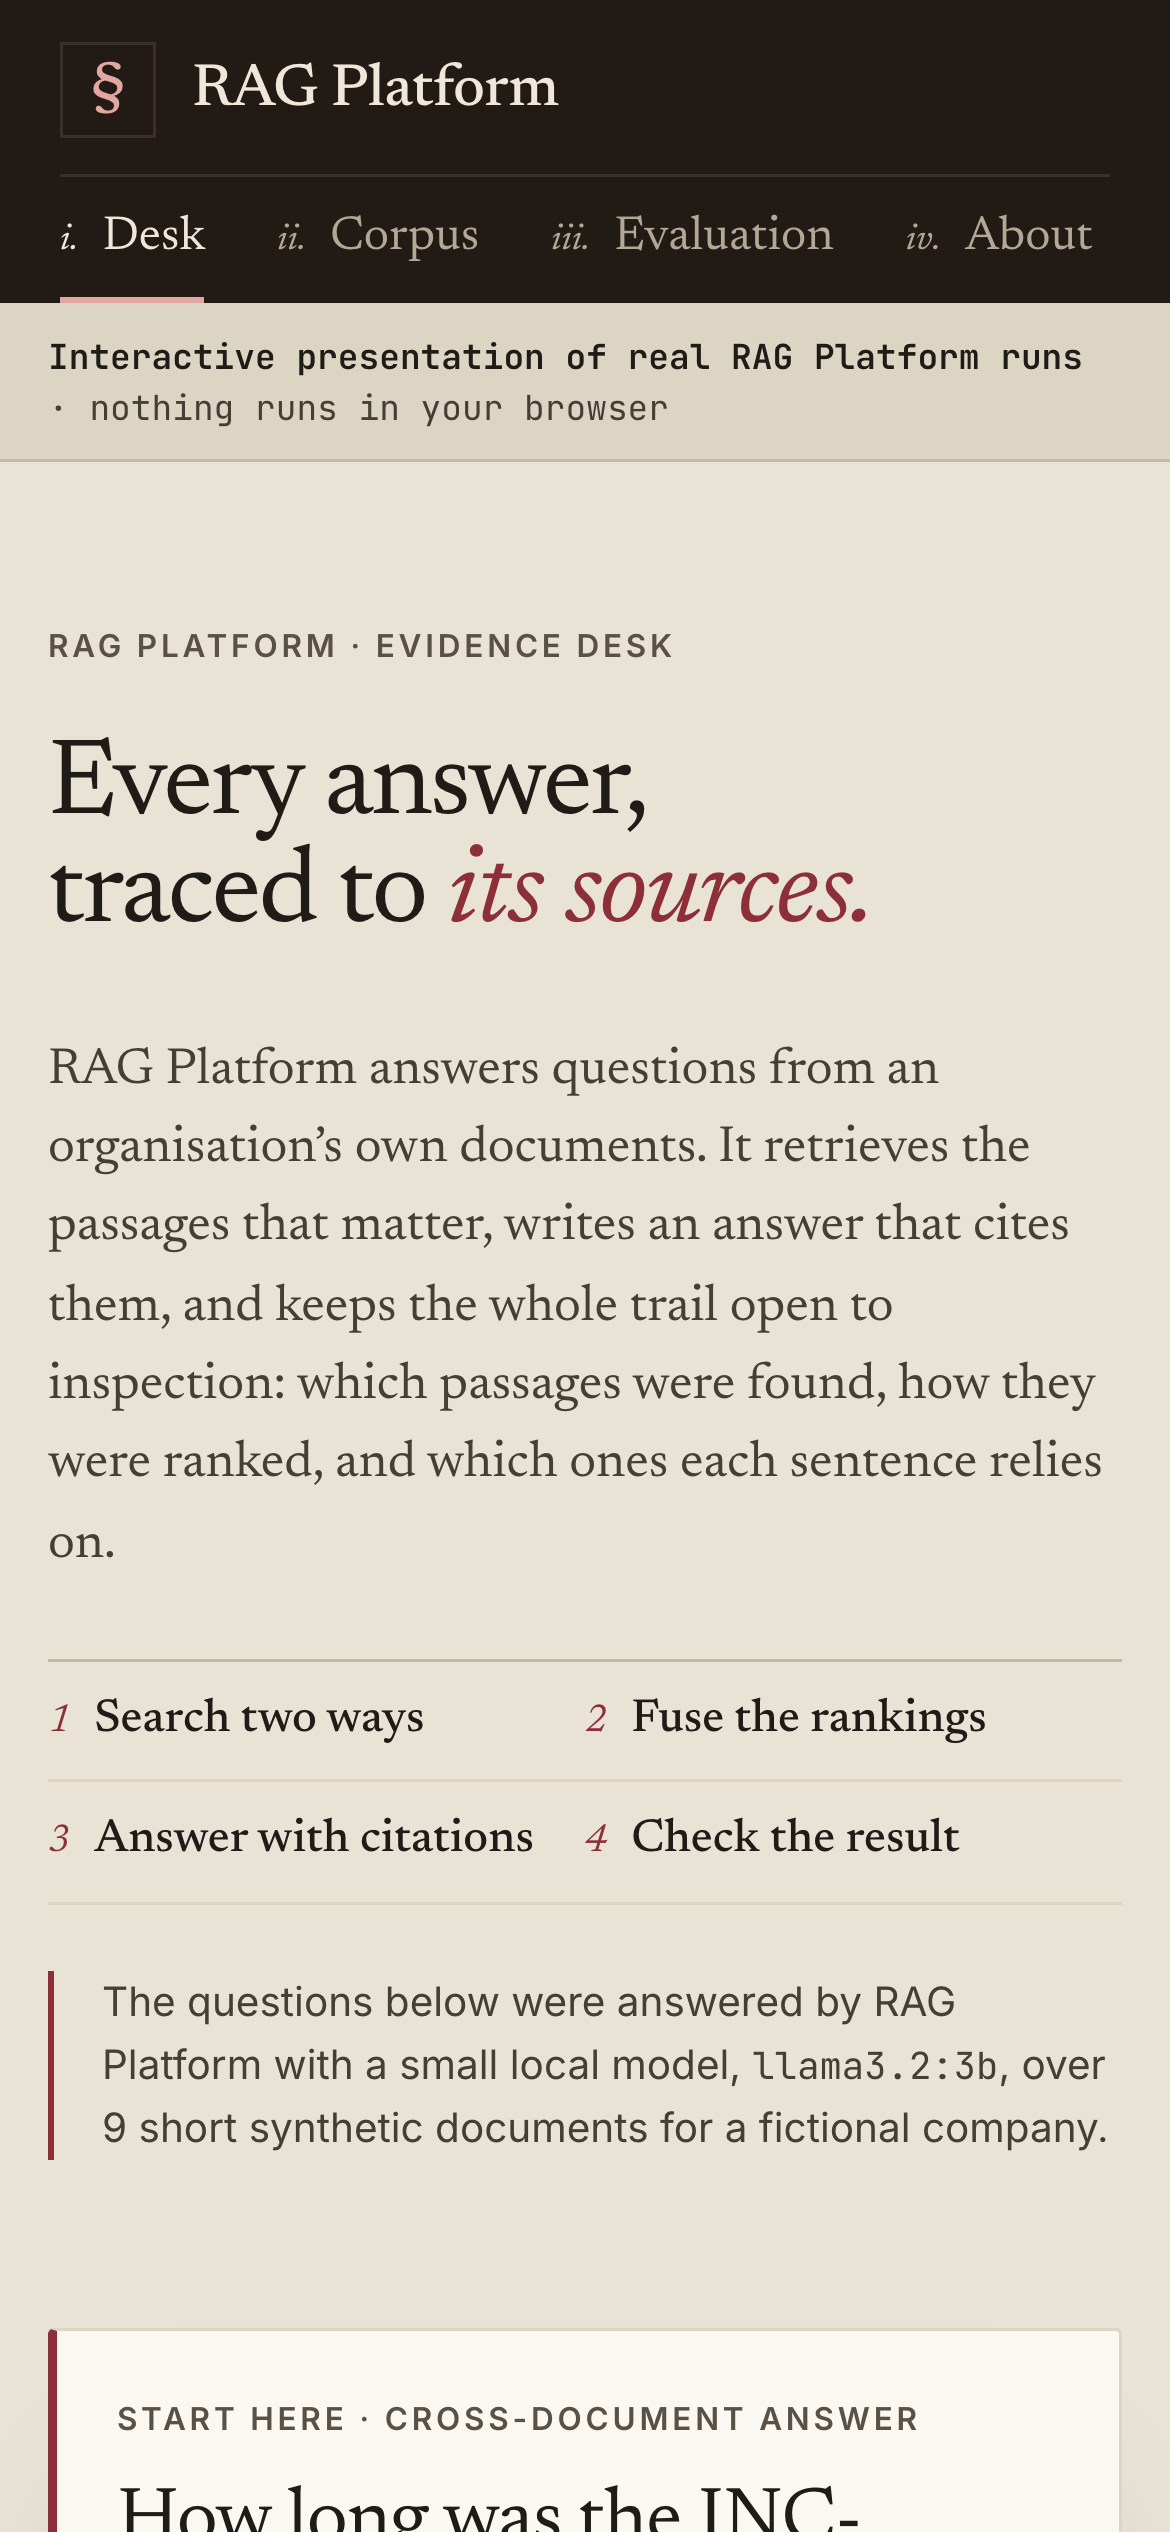 § RAG Platform
i. Desk ii. Corpus iii. Evaluation iv. About
Interactive presentation of real RAG Platform runs
· nothing runs in your browser
RAG PLATFORM · EVIDENCE DESK
Every answer,
traced to its sources.
RAG Platform answers questions from an
organisation’s own documents. It retrieves the
passages that matter, writes an answer that cites
them, and keeps the whole trail open to
inspection: which passages were found, how they
were ranked, and which ones each sentence relies
on.
1 Search two ways 2 Fuse the rankings
3 Answer with citations 4 Check the result
The questions below were answered by RAG
Platform with a small local model, llama3.2:3b, over
9 short synthetic documents for a fictional company.
START HERE · CROSS-DOCUMENT ANSWER
How long was the INC-